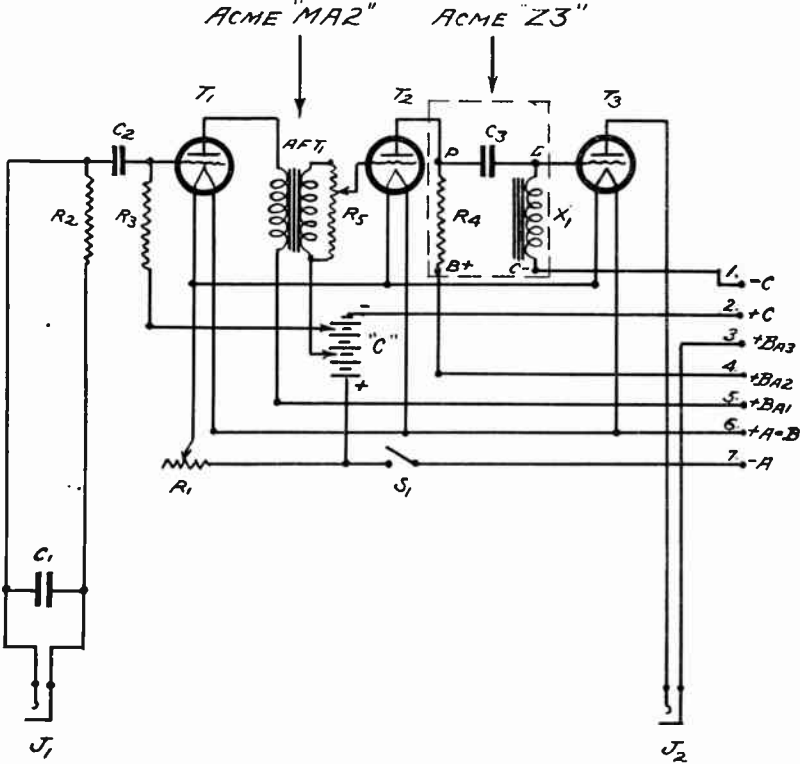 ACME "MA2"
ACME "Z3"
T1
T2
T3
C2
AFT1
C3
P
G
R2
R3
R5
R4
X1
B+
C-
1. -C
2. +C
3. +BA3
4. +BA2
5. +BA1
6. +A=B
7. -A
-
"C"
+
R1
S1
C1
J1
J2